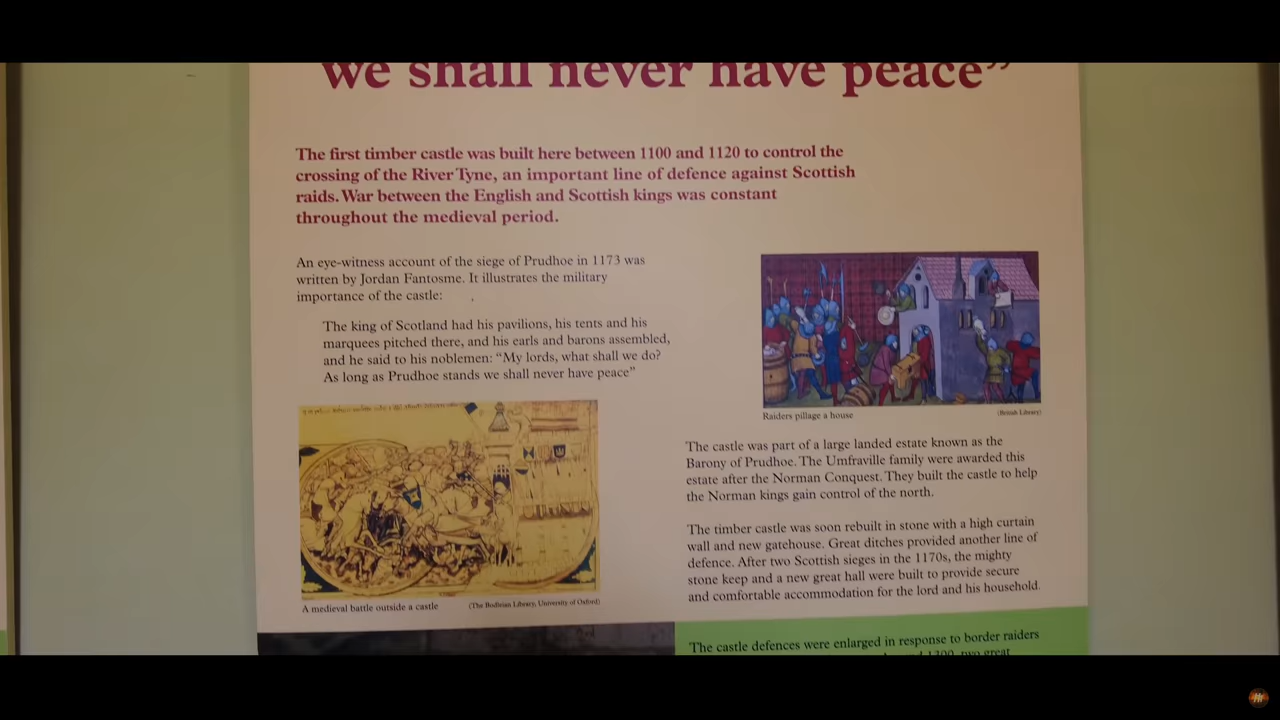 we shall never have peace”
The first timber castle was built here between 1100 and 1120 to control the
crossing of the River Tyne, an important line of defence against Scottish
raids. War between the English and Scottish kings was constant
throughout the medieval period.
An eye-witness account of the siege of Prudhoe in 1173 was
written by Jordan Fantosme. It illustrates the military
importance of the castle:
The king of Scotland had his pavilions, his tents and his
marquees pitched there, and his earls and barons assembled,
and he said to his noblemen: “My lords, what shall we do?
As long as Prudhoe stands we shall never have peace”
A medieval battle outside a castle
(The Bodleian Library, University of Oxford)
Raiders pillage a house
(British Library)
The castle was part of a large landed estate known as the
Barony of Prudhoe. The Umfraville family were awarded this
estate after the Norman Conquest. They built the castle to help
the Norman kings gain control of the north.
The timber castle was soon rebuilt in stone with a high curtain
wall and new gatehouse. Great ditches provided another line of
defence. After two Scottish sieges in the 1170s, the mighty
stone keep and a new great hall were built to provide secure
and comfortable accommodation for the lord and his household.
The castle defences were enlarged in response to border raiders
1300, two great